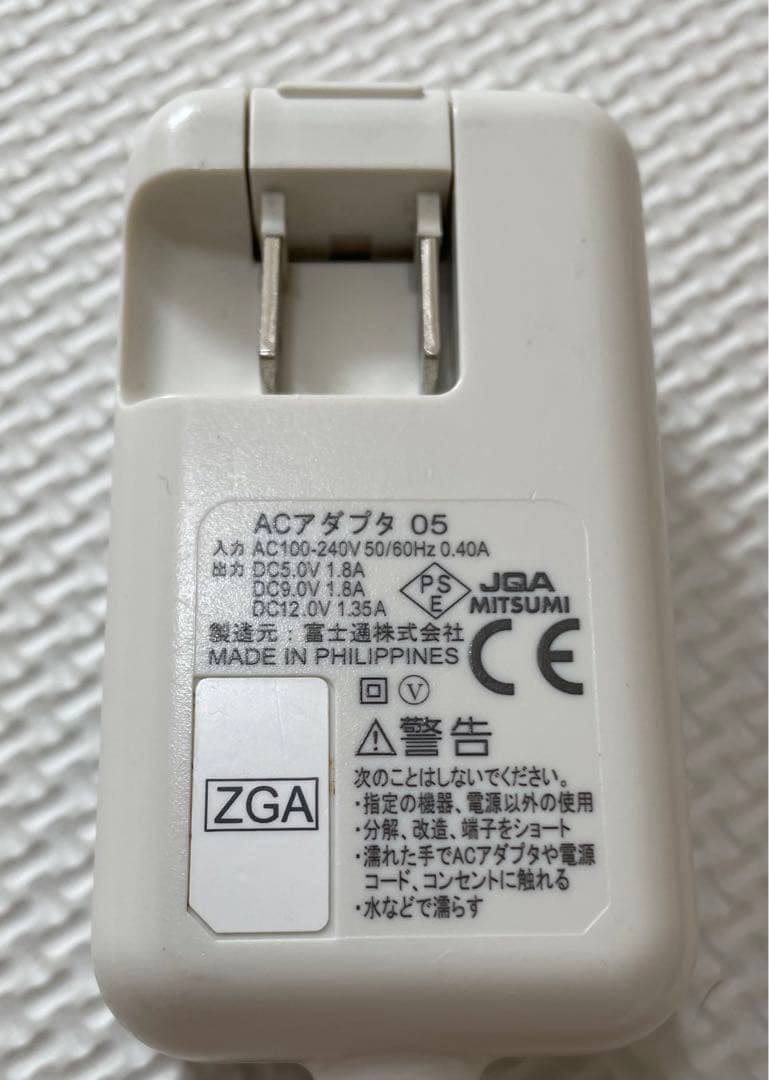 ACアダプタ 05
入力 AC100-240V 50/60Hz 0.40A
出力 DC5.0V 1.8A
DC9.0V 1.8A
DC12.0V 1.35A
PSE
JQA
MITSUMI
製造元：富士通株式会社
MADE IN PHILIPPINES
CE
V
ZGA
警告
次のことはしないでください。
・指定の機器、電源以外の使用
・分解、改造、端子をショート
・濡れた手でACアダプタや電源
コード、コンセントに触れる
・水などで濡らす